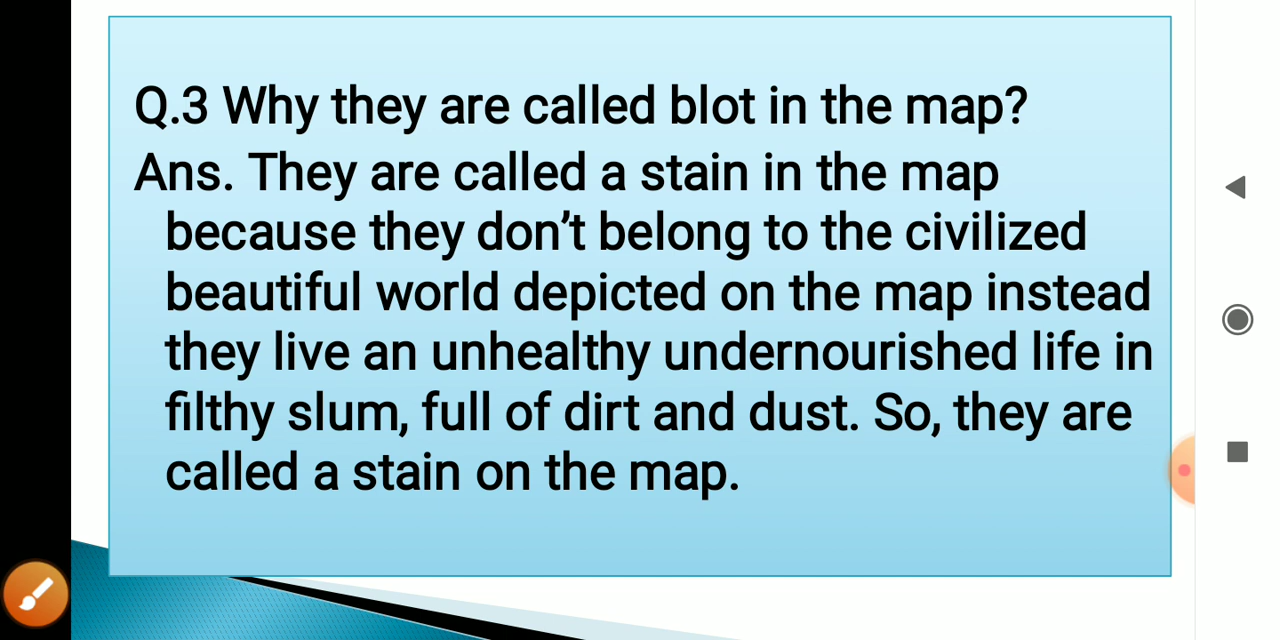 Q.3 Why they are called blot in the map?
Ans. They are called a stain in the map
because they don’t belong to the civilized
beautiful world depicted on the map instead
they live an unhealthy undernourished life in
filthy slum, full of dirt and dust. So, they are
called a stain on the map.